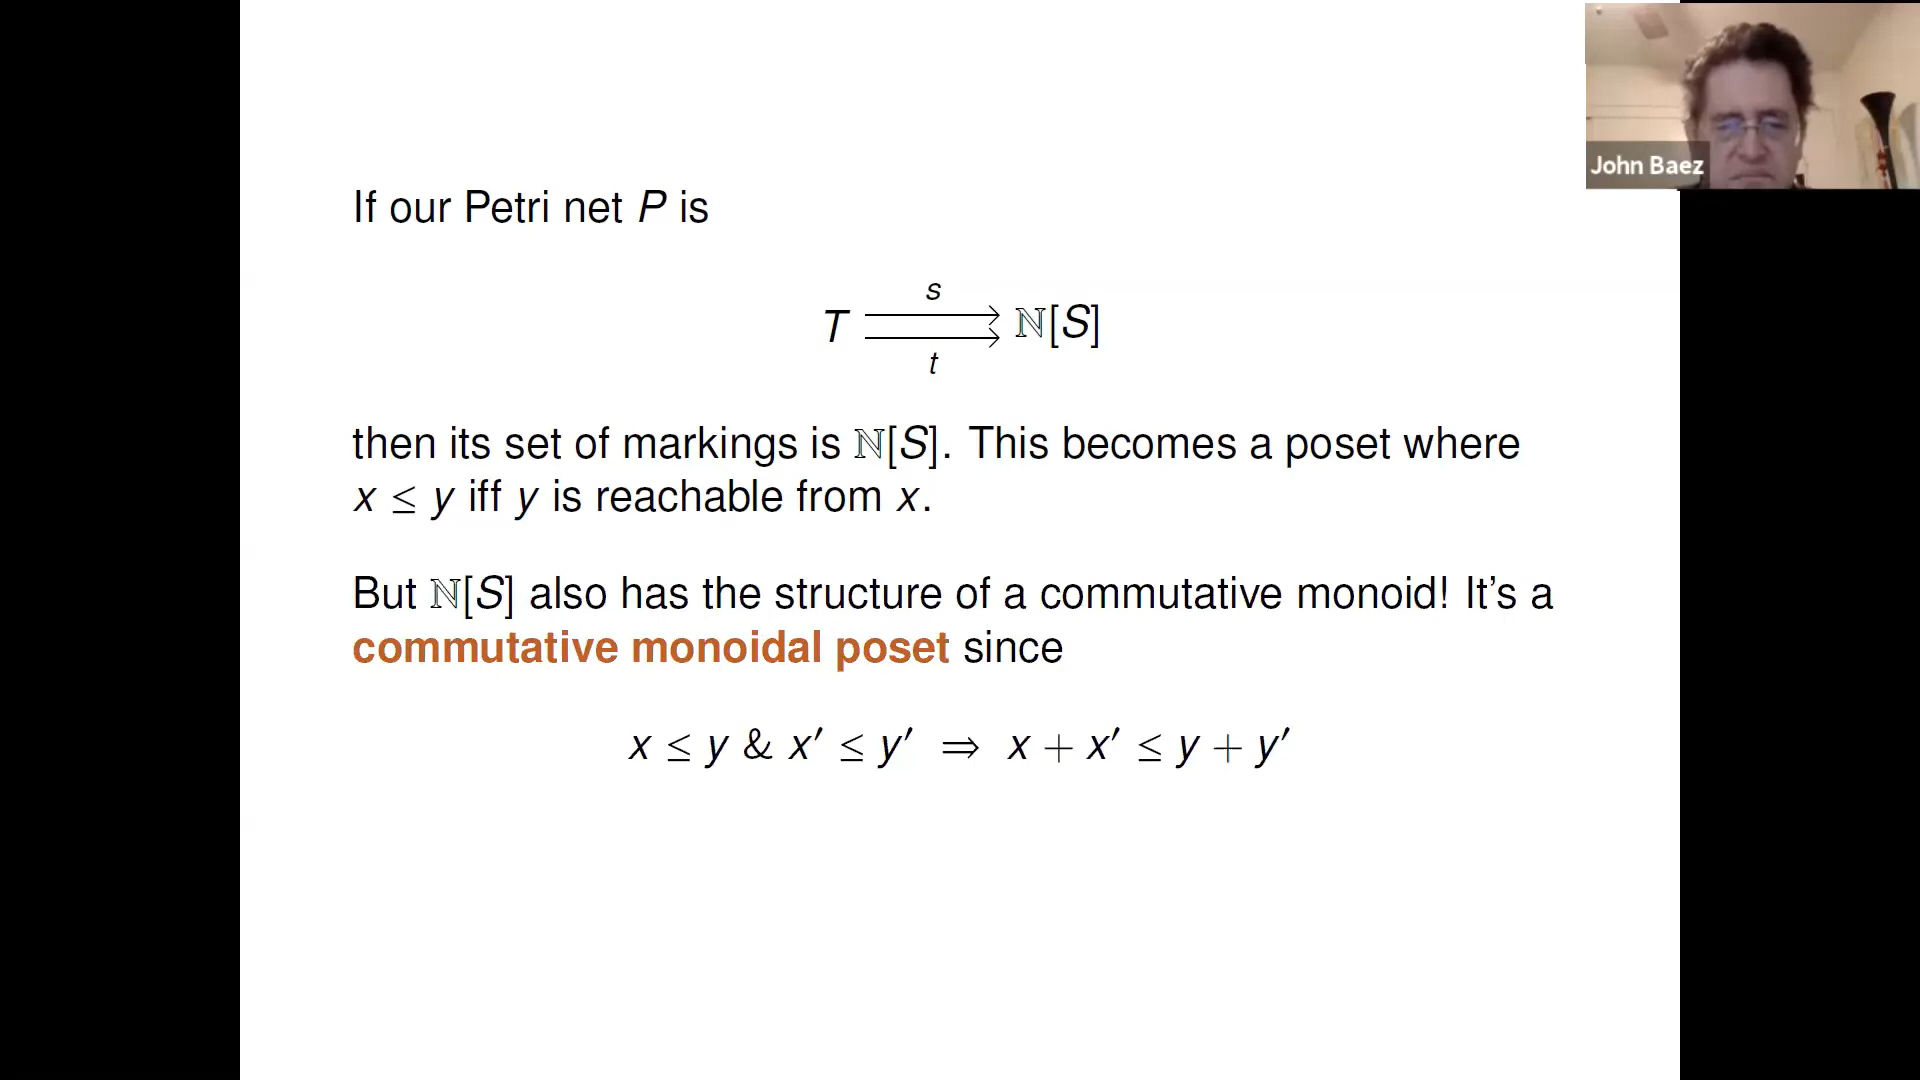 John Baez
If our Petri net P is
s
T ⇉ ℕ[S]
t
then its set of markings is ℕ[S]. This becomes a poset where
x ≤ y iff y is reachable from x.
But ℕ[S] also has the structure of a commutative monoid! It's a
commutative monoidal poset since
x ≤ y & x′ ≤ y′ ⇒ x + x′ ≤ y + y′